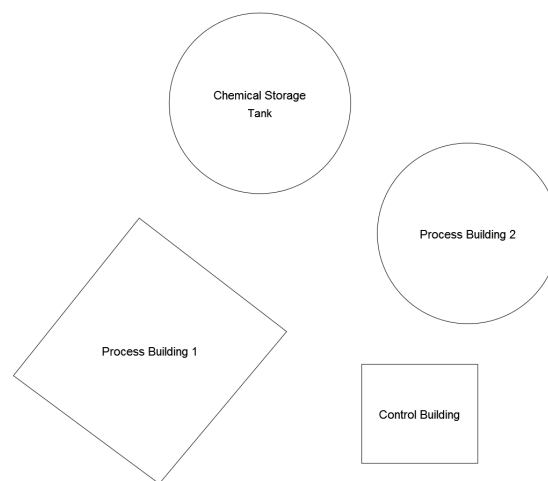 Chemical Storage
Tank
Process Building 2
Process Building 1
Control Building